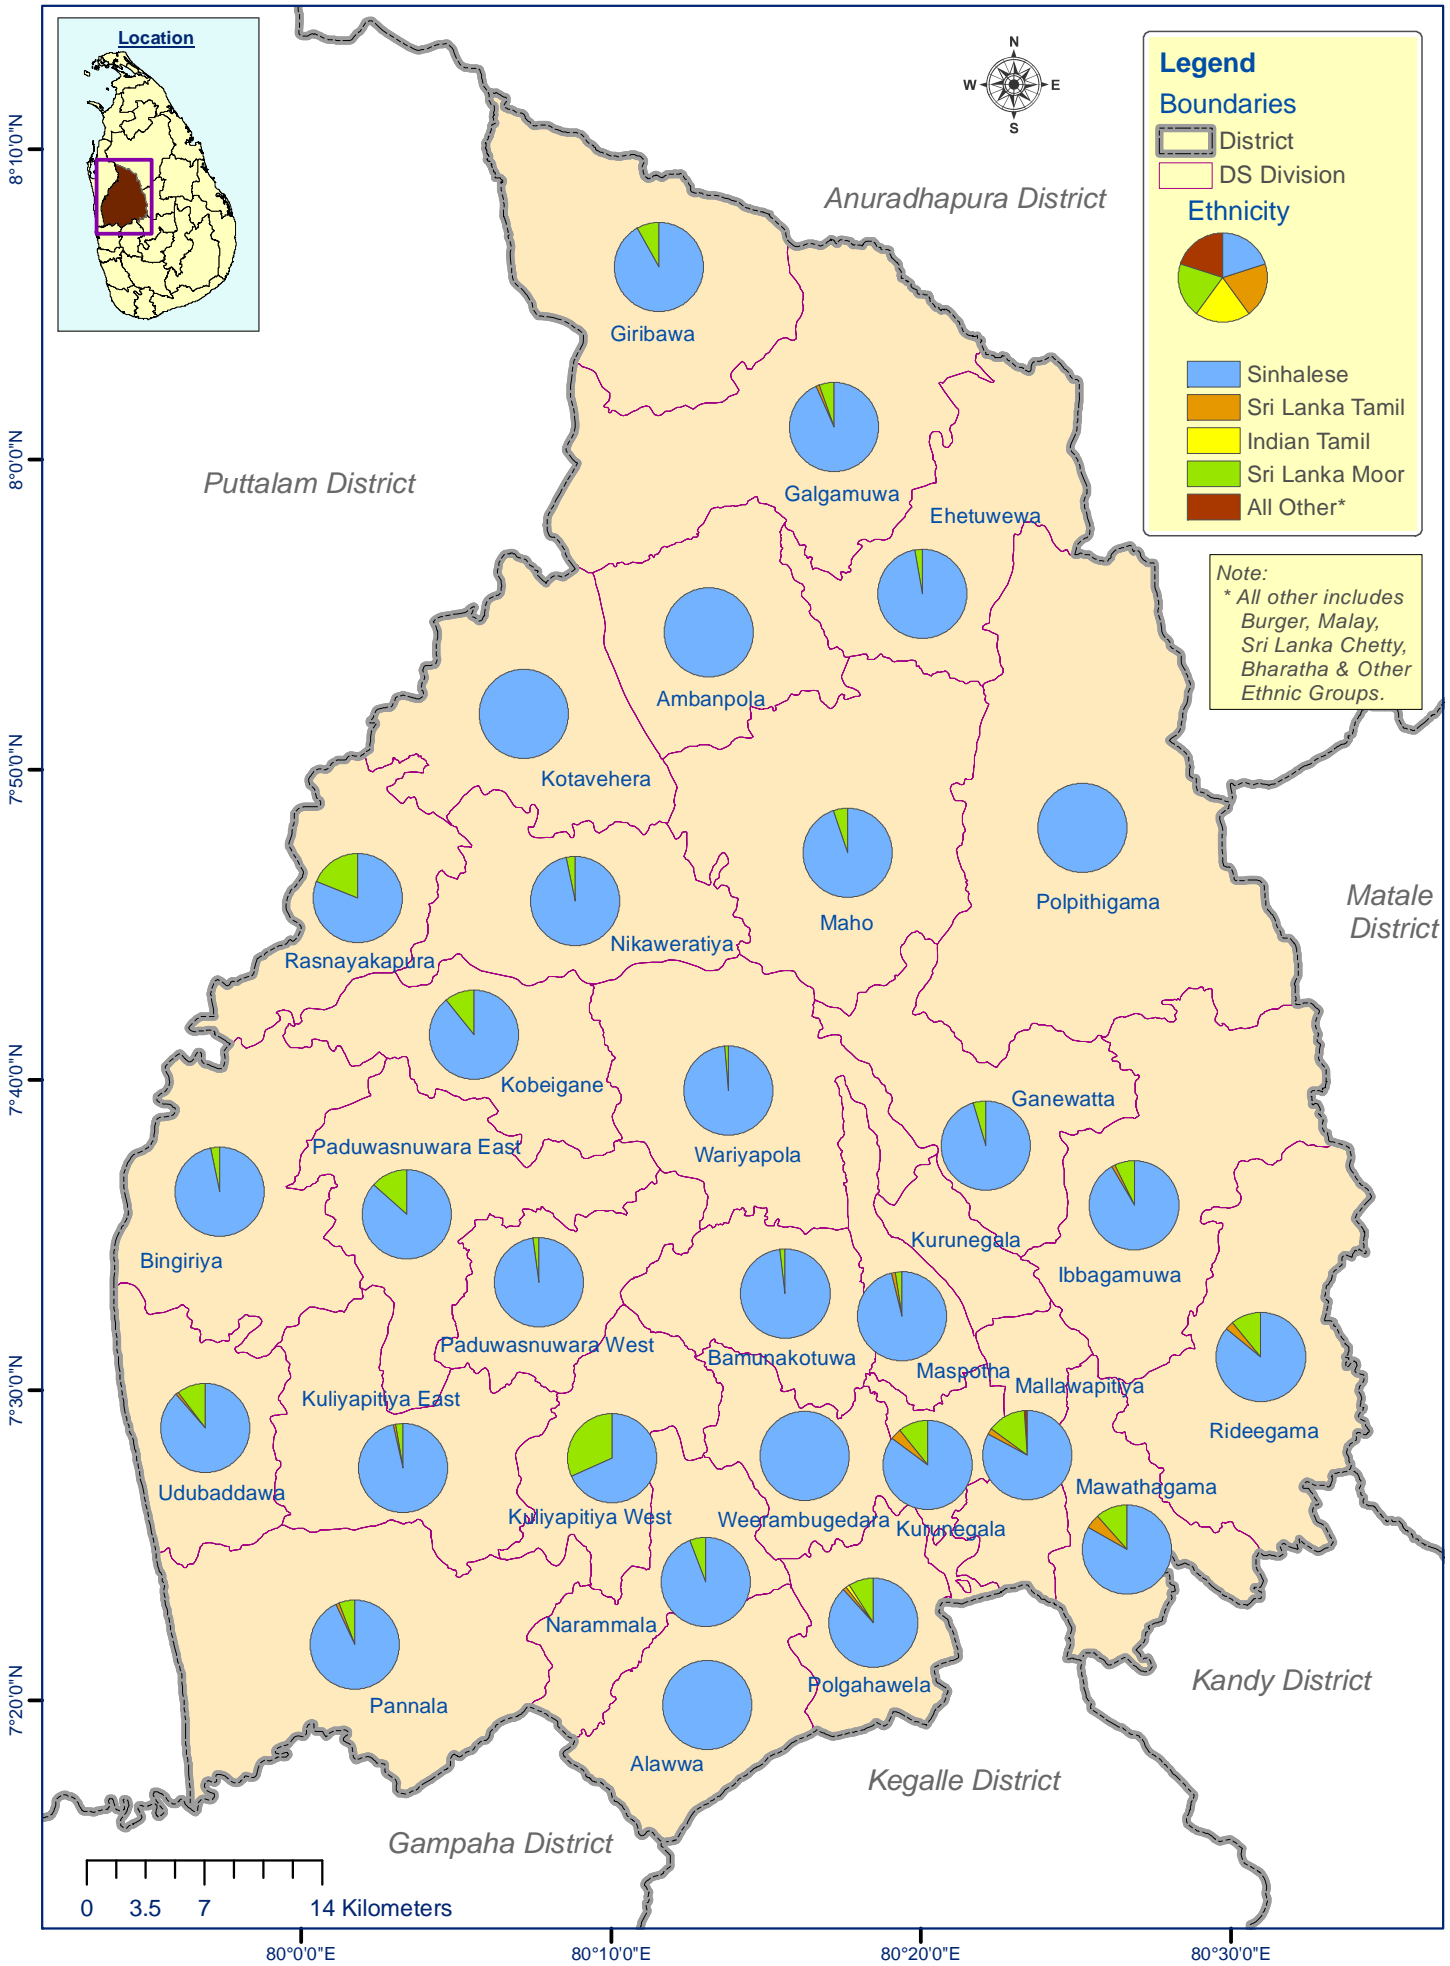 Location
N
W
E
S
Legend
Boundaries
District
DS Division
Ethnicity
Sinhalese
Sri Lanka Tamil
Indian Tamil
Sri Lanka Moor
All Other*
Note:
* All other includes
Burger, Malay,
Sri Lanka Chetty,
Bharatha & Other
Ethnic Groups.
8°10'0"N
8°0'0"N
7°50'0"N
7°40'0"N
7°30'0"N
7°20'0"N
Anuradhapura District
Puttalam District
Matale
District
Kandy District
Kegalle District
Gampaha District
Giribawa
Galgamuwa
Ehetuwewa
Ambanpola
Kotavehera
Polpithigama
Maho
Nikaweratiya
Rasnayakapura
Kobeigane
Ganewatta
Paduwasnuwara East
Wariyapola
Kurunegala
Bingiriya
Ibbagamuwa
Paduwasnuwara West
Bamunakotuwa
Maspotha
Mallawapitiya
Kuliyapitiya East
Rideegama
Udubaddawa
Mawathagama
Kuliyapitiya West
Weerambugedara
Kurunegala
Narammala
Polgahawela
Pannala
Alawwa
0
3.5
7
14 Kilometers
80°0'0"E
80°10'0"E
80°20'0"E
80°30'0"E